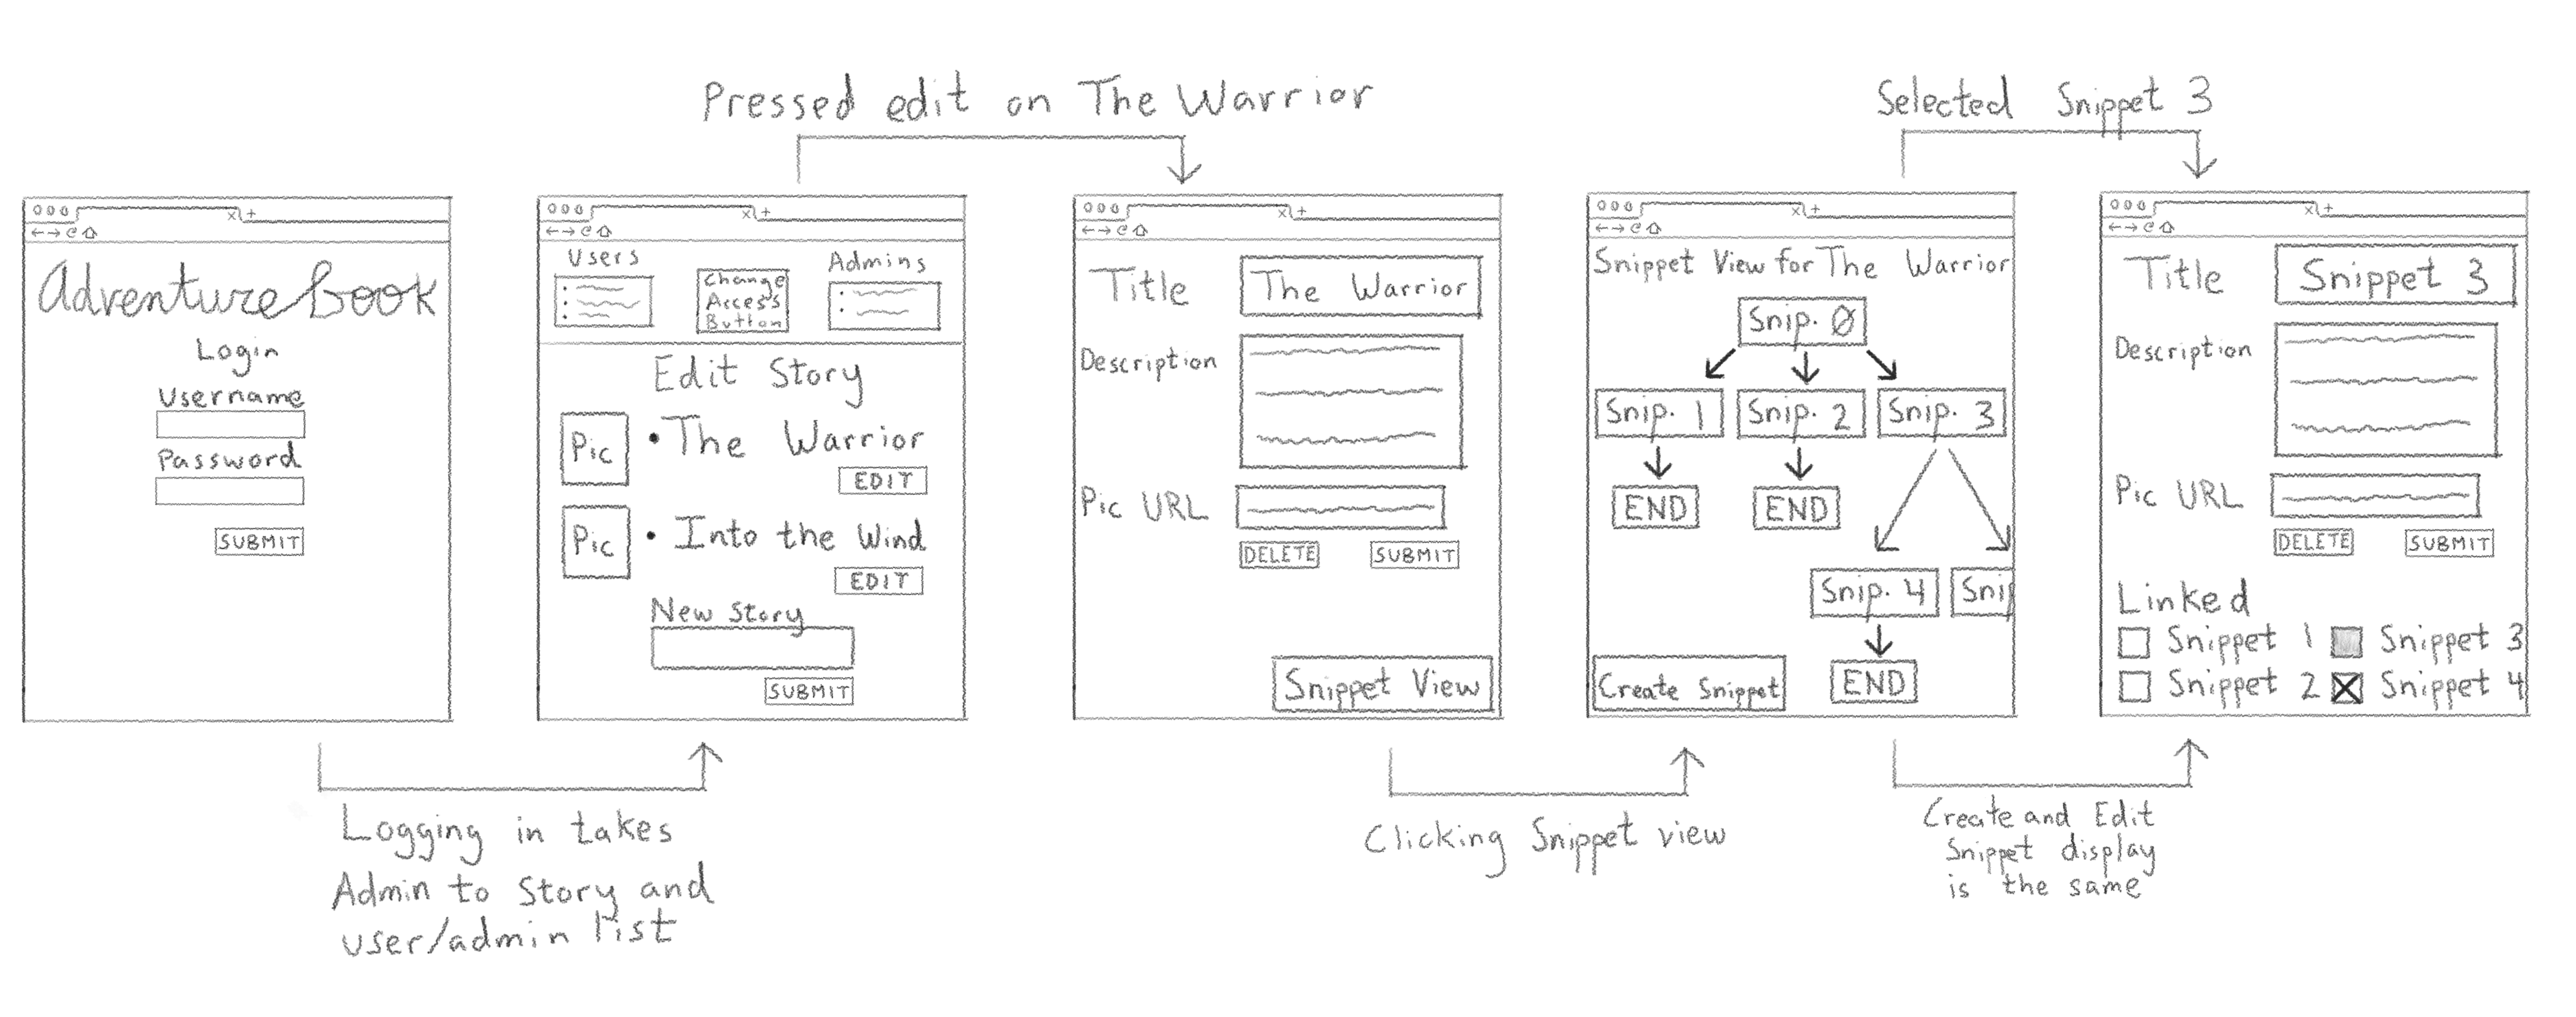 Pressed edit on The Warrior
Selected Snippet 3
Adventure Book
Login
Username
Password
SUBMIT
Logging in takes
Admin to Story and
user/admin list
Users
Change
Access
Button
Admins
Edit Story
Pic
• The Warrior
EDIT
Pic
• Into the Wind
EDIT
New Story
SUBMIT
Title
The Warrior
Description
Pic URL
DELETE
SUBMIT
Snippet View
Clicking Snippet view
Snippet View for The Warrior
Snip. 0
Snip. 1
Snip. 2
Snip. 3
END
END
Snip. 4
Snip
Create Snippet
END
Create and Edit
Snippet display
is the same
Title
Snippet 3
Description
Pic URL
DELETE
SUBMIT
Linked
Snippet 1
Snippet 3
Snippet 2
Snippet 4